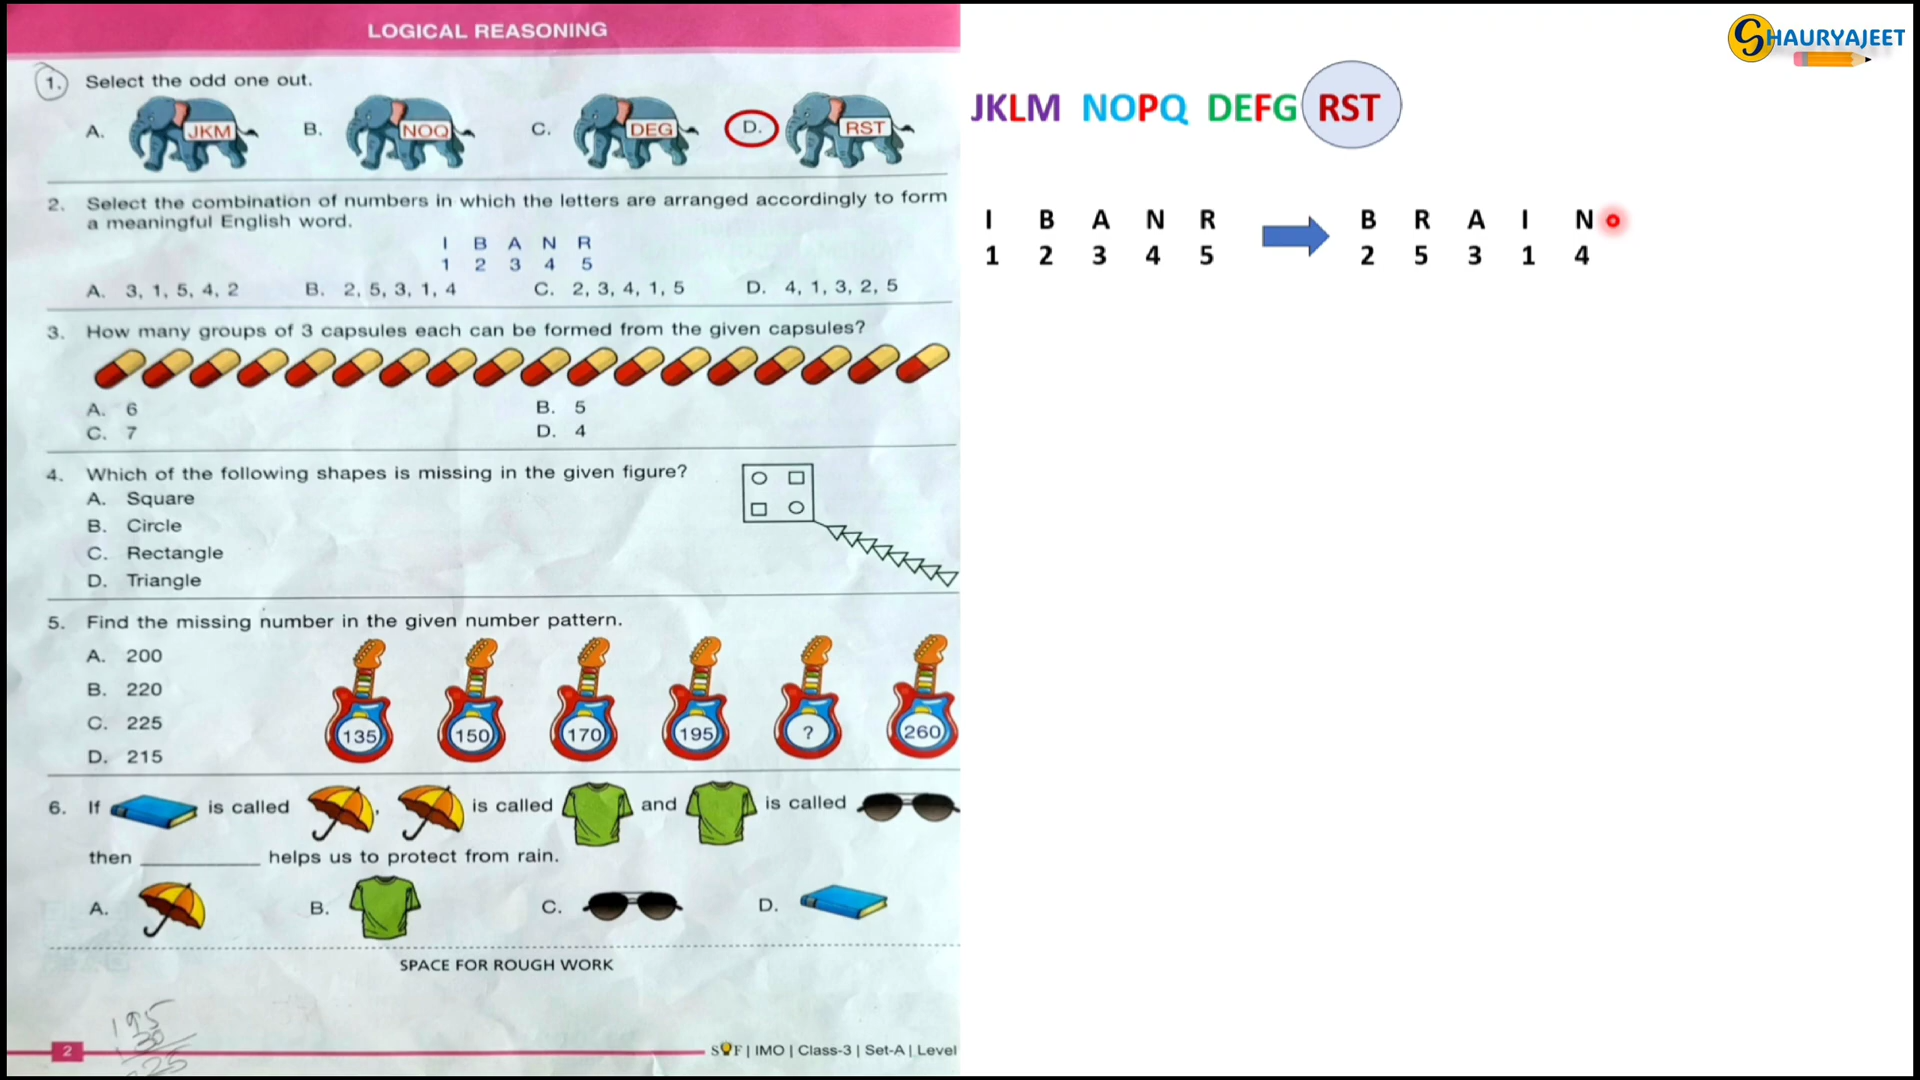 LOGICAL REASONING
1. Select the odd one out.
A. JKM B. NOQ C. DEG D. RST
2. Select the combination of numbers in which the letters are arranged accordingly to form
a meaningful English word.
I B A N R
1 2 3 4 5
A. 3, 1, 5, 4, 2 B. 2, 5, 3, 1, 4 C. 2, 3, 4, 1, 5 D. 4, 1, 3, 2, 5
3. How many groups of 3 capsules each can be formed from the given capsules?
A. 6 B. 5
C. 7 D. 4
4. Which of the following shapes is missing in the given figure?
A. Square
B. Circle
C. Rectangle
D. Triangle
5. Find the missing number in the given number pattern.
A. 200
B. 220
C. 225
D. 215
135 150 170 195 ? 260
6. If is called , is called and is called
then __________ helps us to protect from rain.
A. B. C. D.
SPACE FOR ROUGH WORK
195
2
SOF | IMO | Class-3 | Set-A | Level
SHAURYAJEET
JKLM NOPQ DEFG RST
I B A N R B R A I N
1 2 3 4 5 2 5 3 1 4